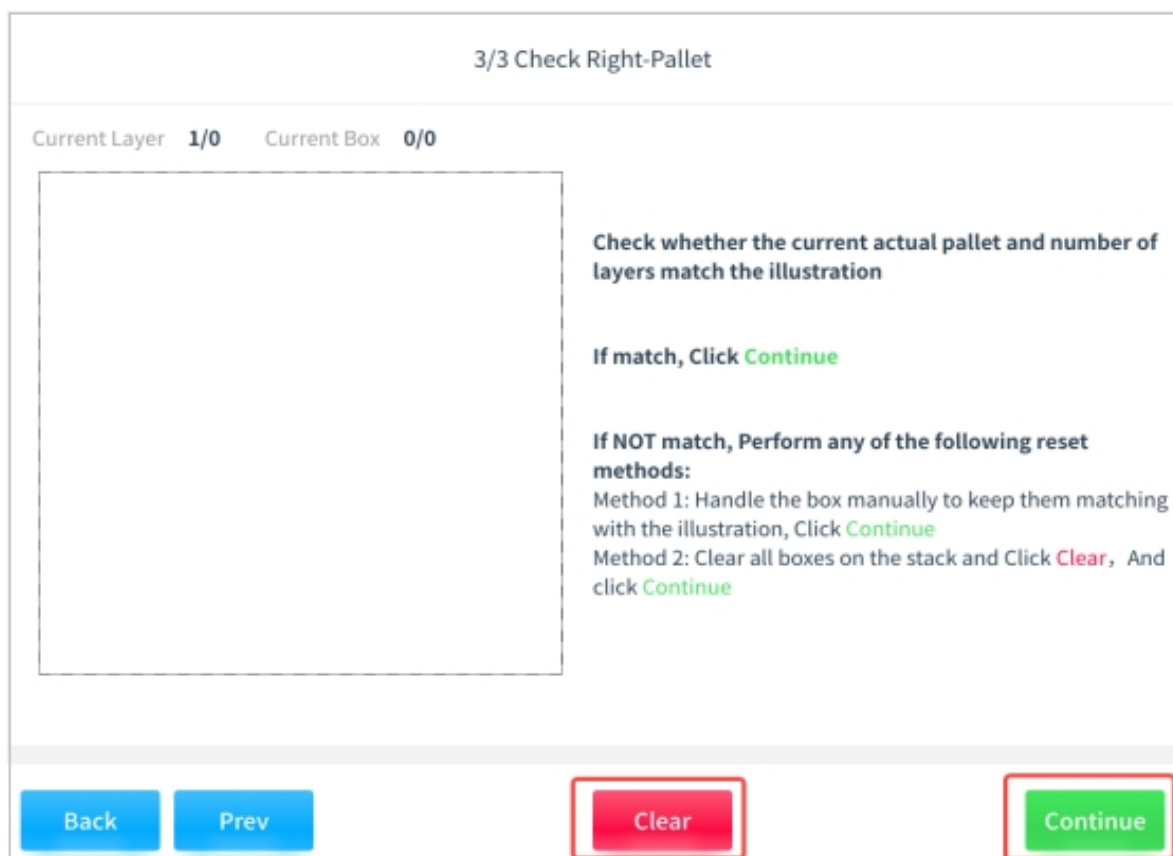 3/3 Check Right-Pallet
Current Layer 1/0 Current Box 0/0
Check whether the current actual pallet and number of
layers match the illustration
If match, Click Continue
If NOT match, Perform any of the following reset
methods:
Method 1: Handle the box manually to keep them matching
with the illustration, Click Continue
Method 2: Clear all boxes on the stack and Click Clear，And
click Continue
Back Prev Clear Continue